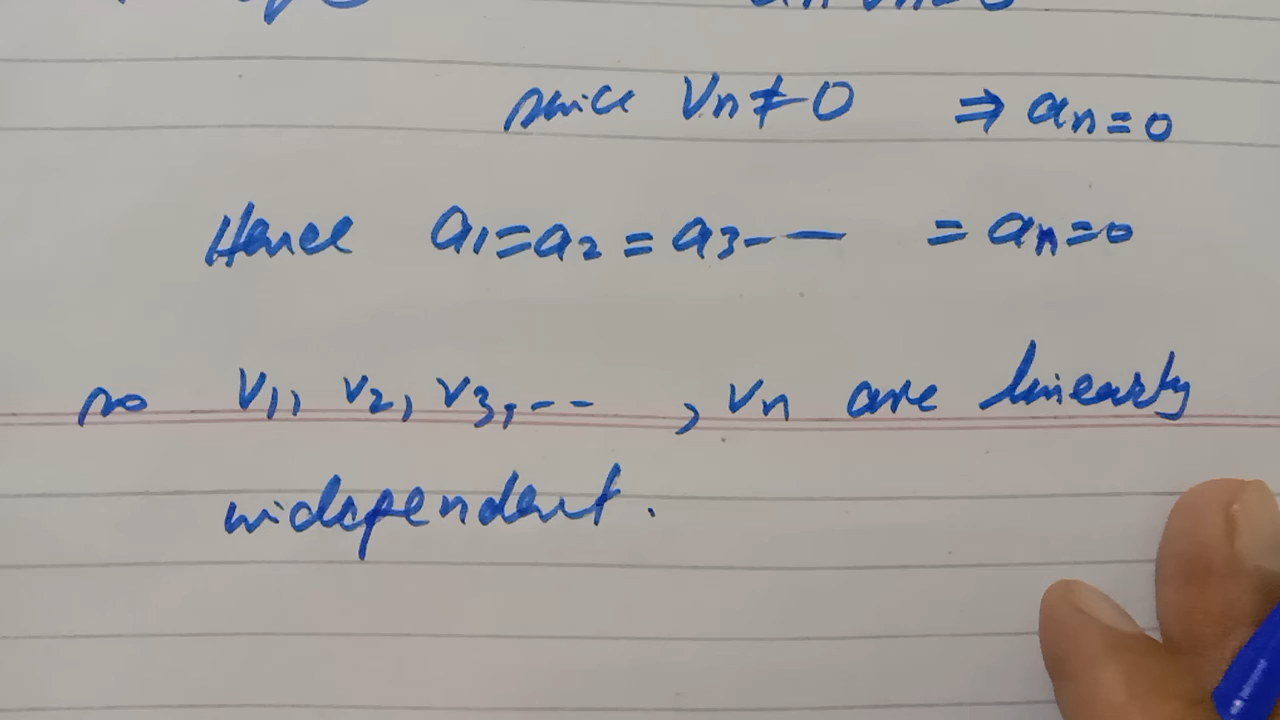 since Vn ≠ 0 ⇒ an = 0
Hence a1 = a2 = a3 - — = an = 0
so v1, v2, v3, -- , vn are linearly
independent.